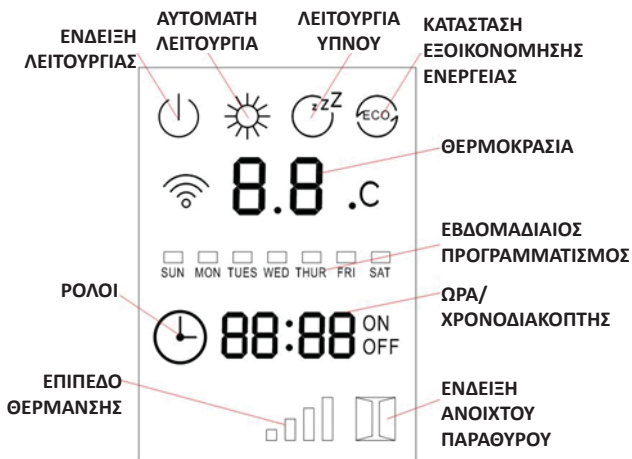 ΕΝΔΕΙΞΗ
ΛΕΙΤΟΥΡΓΙΑΣ
ΑΥΤΟΜΑΤΗ
ΛΕΙΤΟΥΡΓΙΑ
ΛΕΙΤΟΥΡΓΙΑ
ΥΠΝΟΥ
ΚΑΤΑΣΤΑΣΗ
ΕΞΟΙΚΟΝΟΜΗΣΗΣ
ΕΝΕΡΓΕΙΑΣ
zzZ
ECO
ΘΕΡΜΟΚΡΑΣΙΑ
8.8 .C
ΕΒΔΟΜΑΔΙΑΙΟΣ
ΠΡΟΓΡΑΜΜΑΤΙΣΜΟΣ
SUN MON TUES WED THUR FRI SAT
ΡΟΛΟΙ
ΩΡΑ/
ΧΡΟΝΟΔΙΑΚΟΠΤΗΣ
88:88 ON
OFF
ΕΠΙΠΕΔΟ
ΘΕΡΜΑΝΣΗΣ
ΕΝΔΕΙΞΗ
ΑΝΟΙΧΤΟΥ
ΠΑΡΑΘΥΡΟΥ